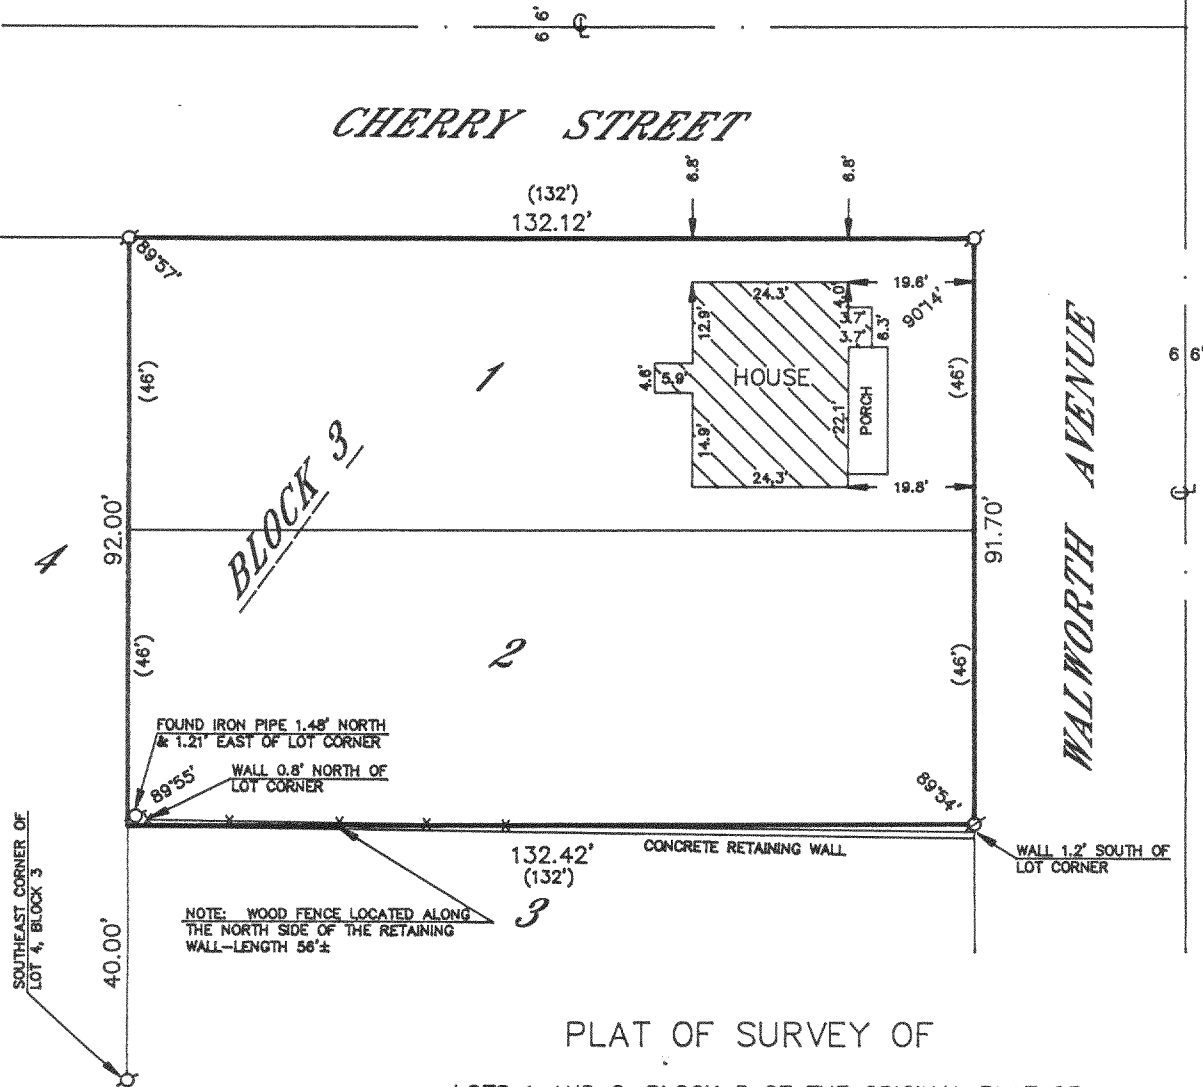 6 6'
CHERRY STREET
6.8'
6.8'
(132')
132.12'
89°57'
24.3'
4.0'
19.6'
90°14'
12.9'
3.7'
3.7'
6.3'
6 6'
(46')
1
4.6'
5.9'
HOUSE
(46')
WALWORTH AVENUE
14.9'
22.1'
PORCH
24.3'
19.8'
BLOCK 3
92.00'
91.70'
4
(46')
2
(46')
FOUND IRON PIPE 1.48' NORTH
& 1.21' EAST OF LOT CORNER
89°55'
WALL 0.8' NORTH OF
LOT CORNER
89°54'
132.42'
(132')
CONCRETE RETAINING WALL
WALL 1.2' SOUTH OF
LOT CORNER
SOUTHEAST CORNER OF
LOT 4, BLOCK 3
40.00'
3
NOTE: WOOD FENCE LOCATED ALONG
THE NORTH SIDE OF THE RETAINING
WALL-LENGTH 56'±
PLAT OF SURVEY OF